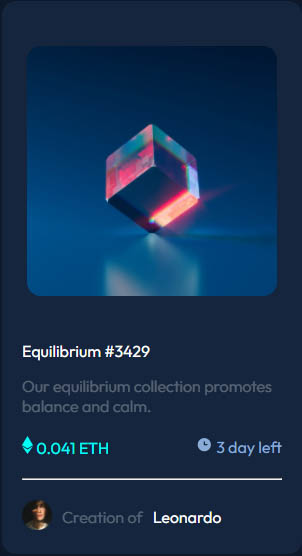 Equilibrium #3429
Our equilibrium collection promotes
balance and calm.
0.041 ETH
3 day left
Creation of Leonardo